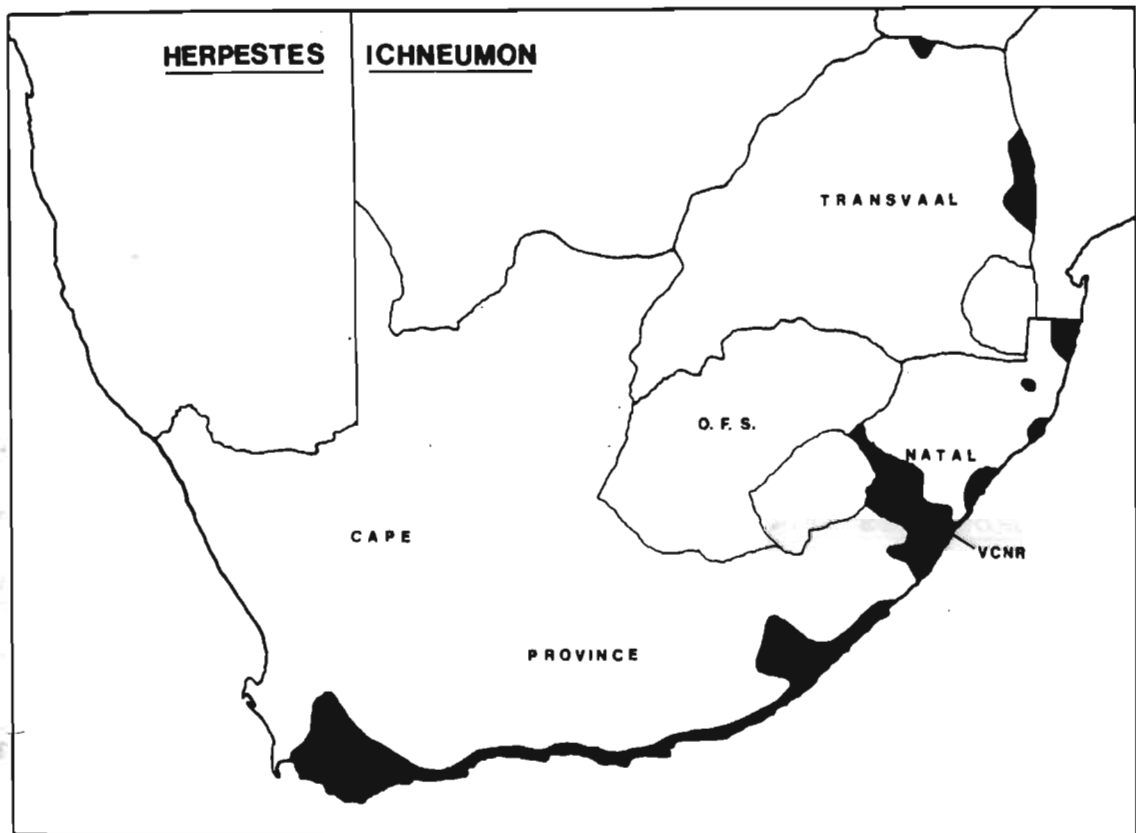 HERPESTES ICHNEUMON
TRANSVAAL
O.F.S.
NATAL
CAPE
VCNR
PROVINCE